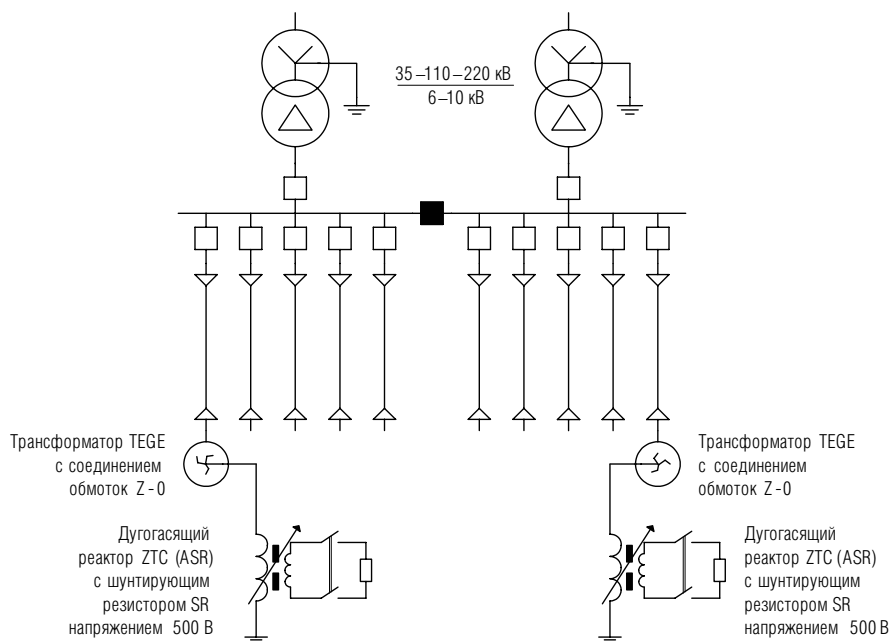 35–110–220 кВ
6–10 кВ
Трансформатор TEGE
с соединением
обмоток Z-0
Трансформатор TEGE
с соединением
обмоток Z-0
Дугогасящий
реактор ZTC (ASR)
с шунтирующим
резистором SR
напряжением 500 В
Дугогасящий
реактор ZTC (ASR)
с шунтирующим
резистором SR
напряжением 500 В